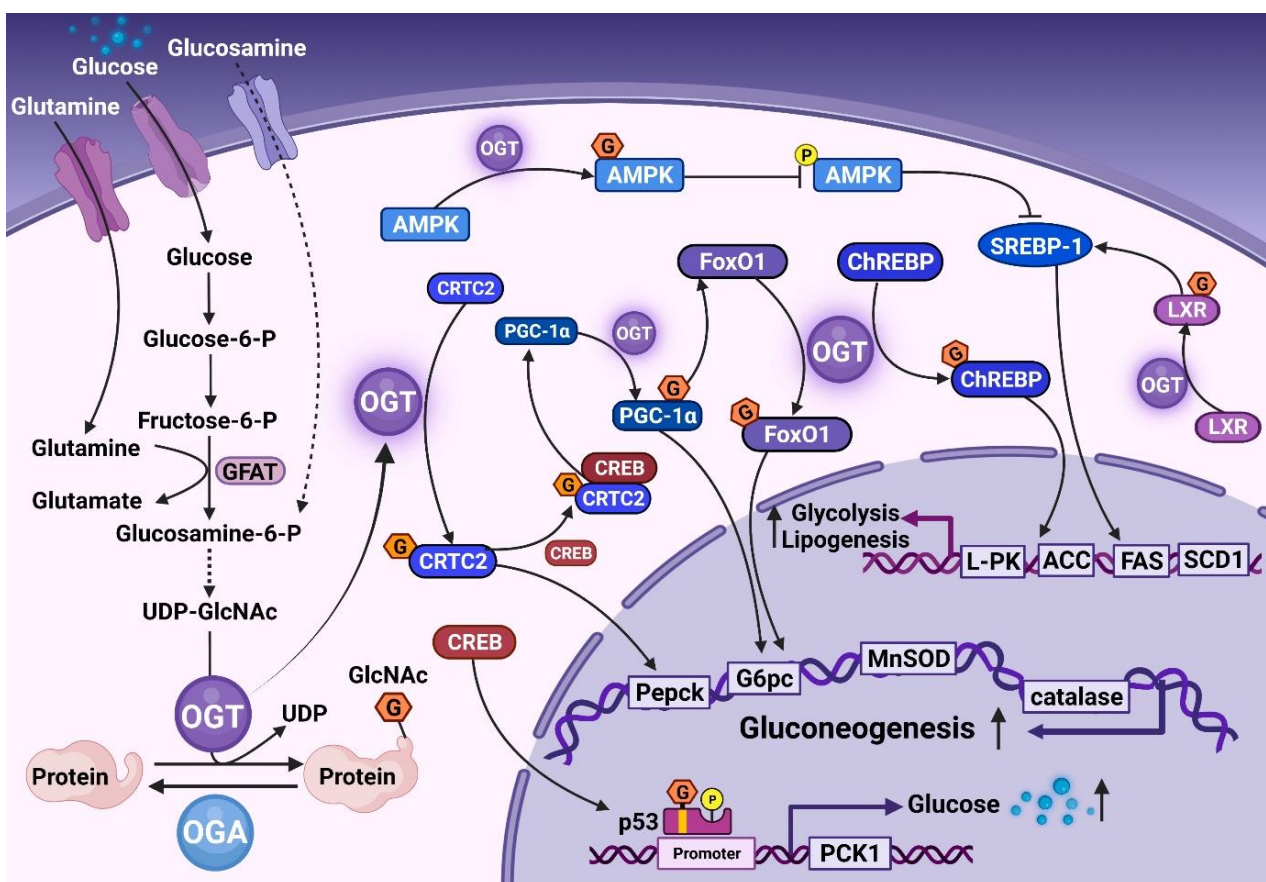 Glucosamine
Glucose
Glutamine
Glucose
Glucose-6-P
Fructose-6-P
Glutamine
GFAT
Glutamate
Glucosamine-6-P
UDP-GlcNAc
OGT
UDP
GlcNAc
G
Protein
Protein
OGA
OGT
OGT
G
AMPK
AMPK
P
AMPK
SREBP-1
G
LXR
OGT
LXR
CRTC2
PGC-1α
OGT
G
PGC-1α
FoxO1
G
FoxO1
OGT
ChREBP
G
ChREBP
CREB
G
CRTC2
CREB
G
CRTC2
CREB
Glycolysis
Lipogenesis
L-PK
ACC
FAS
SCD1
Pepck
G6pc
MnSOD
catalase
Gluconeogenesis
G
P
p53
Promoter
PCK1
Glucose